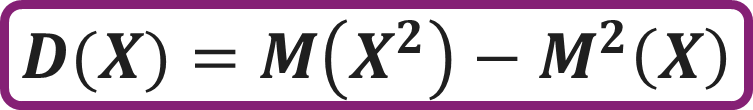 D(X) = M(X²) − M²(X)